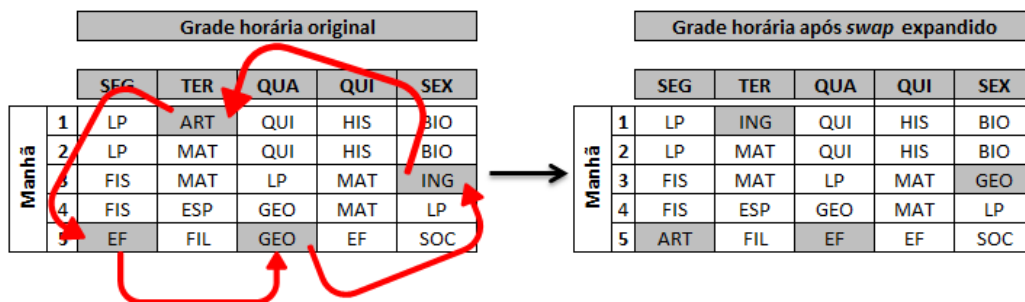 Grade horária original Grade horária após swap expandido
SEG TER QUA QUI SEX SEG TER QUA QUI SEX
Manhã Manhã
1 LP ART QUI HIS BIO 1 LP ING QUI HIS BIO
2 LP MAT QUI HIS BIO 2 LP MAT QUI HIS BIO
3 FIS MAT LP MAT ING 3 FIS MAT LP MAT GEO
4 FIS ESP GEO MAT LP 4 FIS ESP GEO MAT LP
5 EF FIL GEO EF SOC 5 ART FIL EF EF SOC